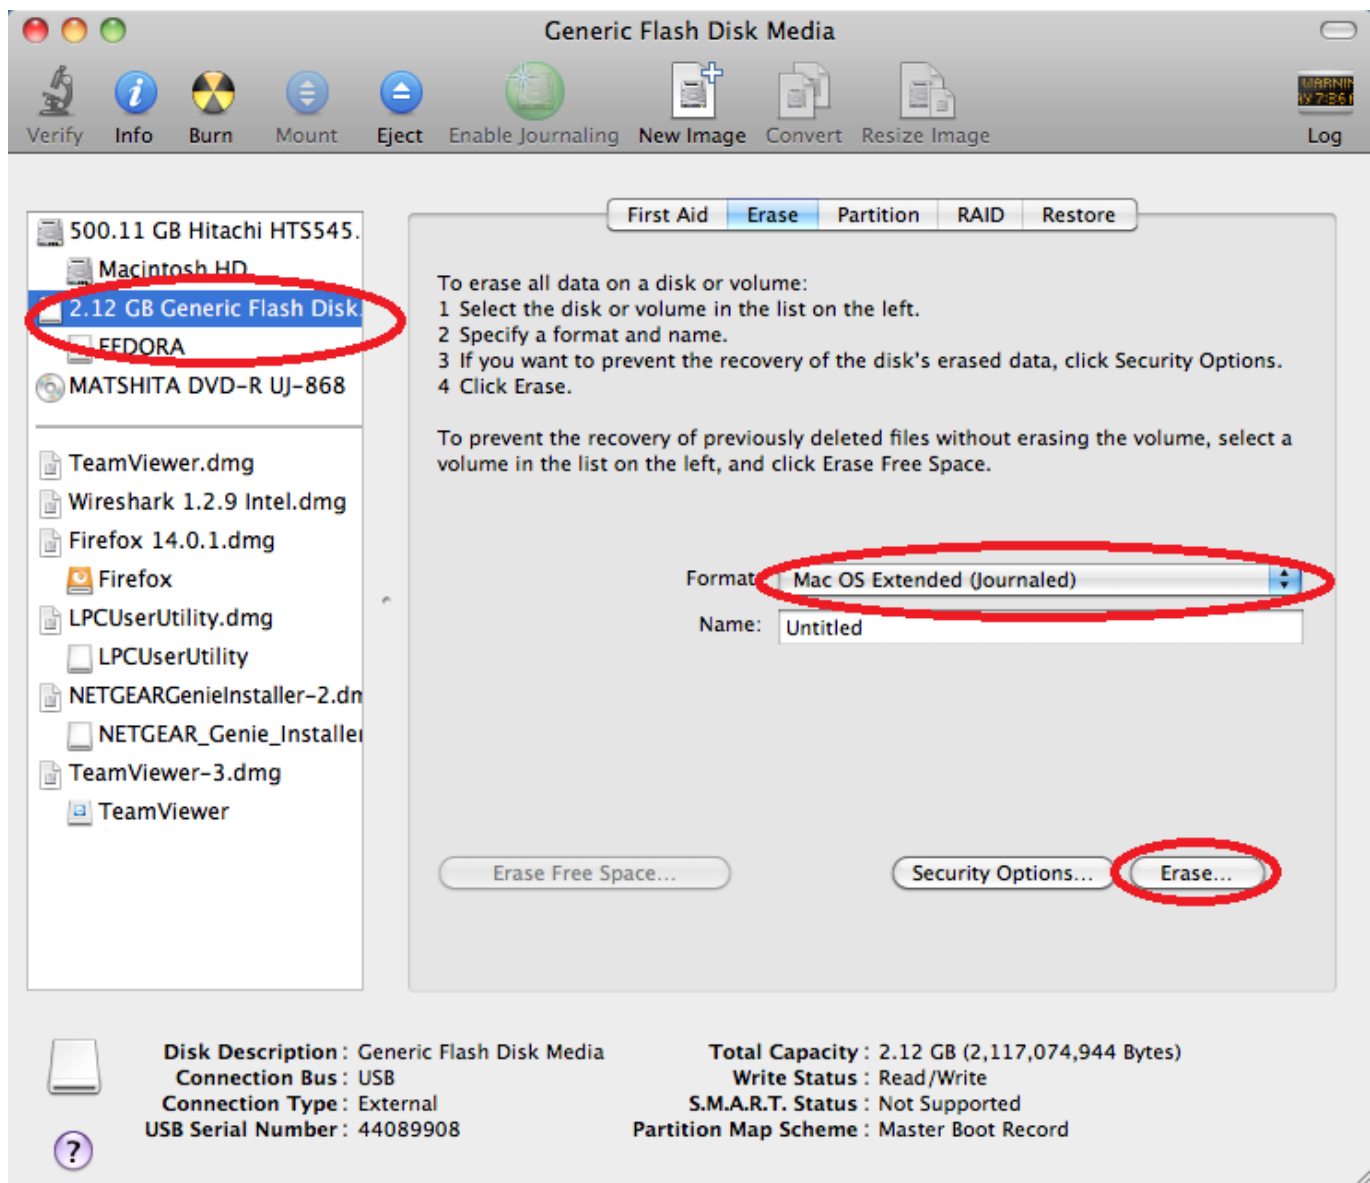 Generic Flash Disk Media
Verify Info Burn Mount Eject Enable Journaling New Image Convert Resize Image Log
500.11 GB Hitachi HTS545.
Macintosh HD
2.12 GB Generic Flash Disk
FEDORA
MATSHITA DVD-R UJ-868
TeamViewer.dmg
Wireshark 1.2.9 Intel.dmg
Firefox 14.0.1.dmg
Firefox
LPCUserUtility.dmg
LPCUserUtility
NETGEARGenieInstaller-2.dm
NETGEAR_Genie_Installer
TeamViewer-3.dmg
TeamViewer
First Aid Erase Partition RAID Restore
To erase all data on a disk or volume:
1 Select the disk or volume in the list on the left.
2 Specify a format and name.
3 If you want to prevent the recovery of the disk's erased data, click Security Options.
4 Click Erase.
To prevent the recovery of previously deleted files without erasing the volume, select a
volume in the list on the left, and click Erase Free Space.
Format Mac OS Extended (Journaled)
Name: Untitled
Erase Free Space... Security Options... Erase...
Disk Description : Generic Flash Disk Media
Connection Bus : USB
Connection Type : External
USB Serial Number : 44089908
Total Capacity : 2.12 GB (2,117,074,944 Bytes)
Write Status : Read/Write
S.M.A.R.T. Status : Not Supported
Partition Map Scheme : Master Boot Record
?